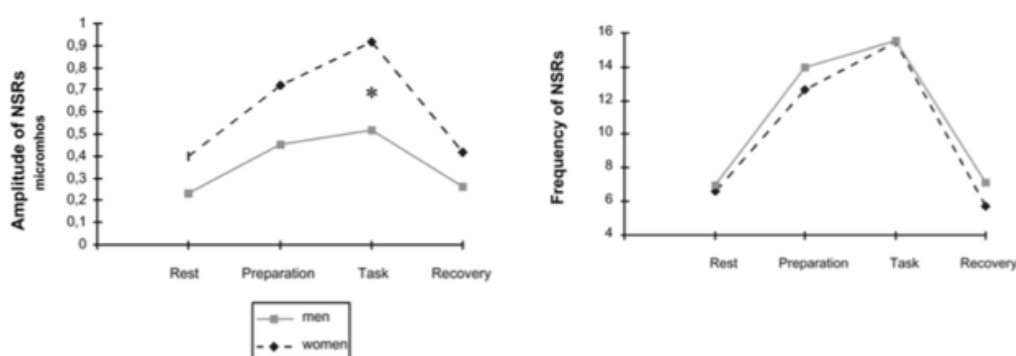 Amplitude of NSRs
micromhos
1
0,9
0,8
0,7
0,6
0,5
0,4
0,3
0,2
0,1
0
*
Rest Preparation Task Recovery
men
women
Frequency of NSRs
16
14
12
10
8
6
4
Rest Preparation Task Recovery